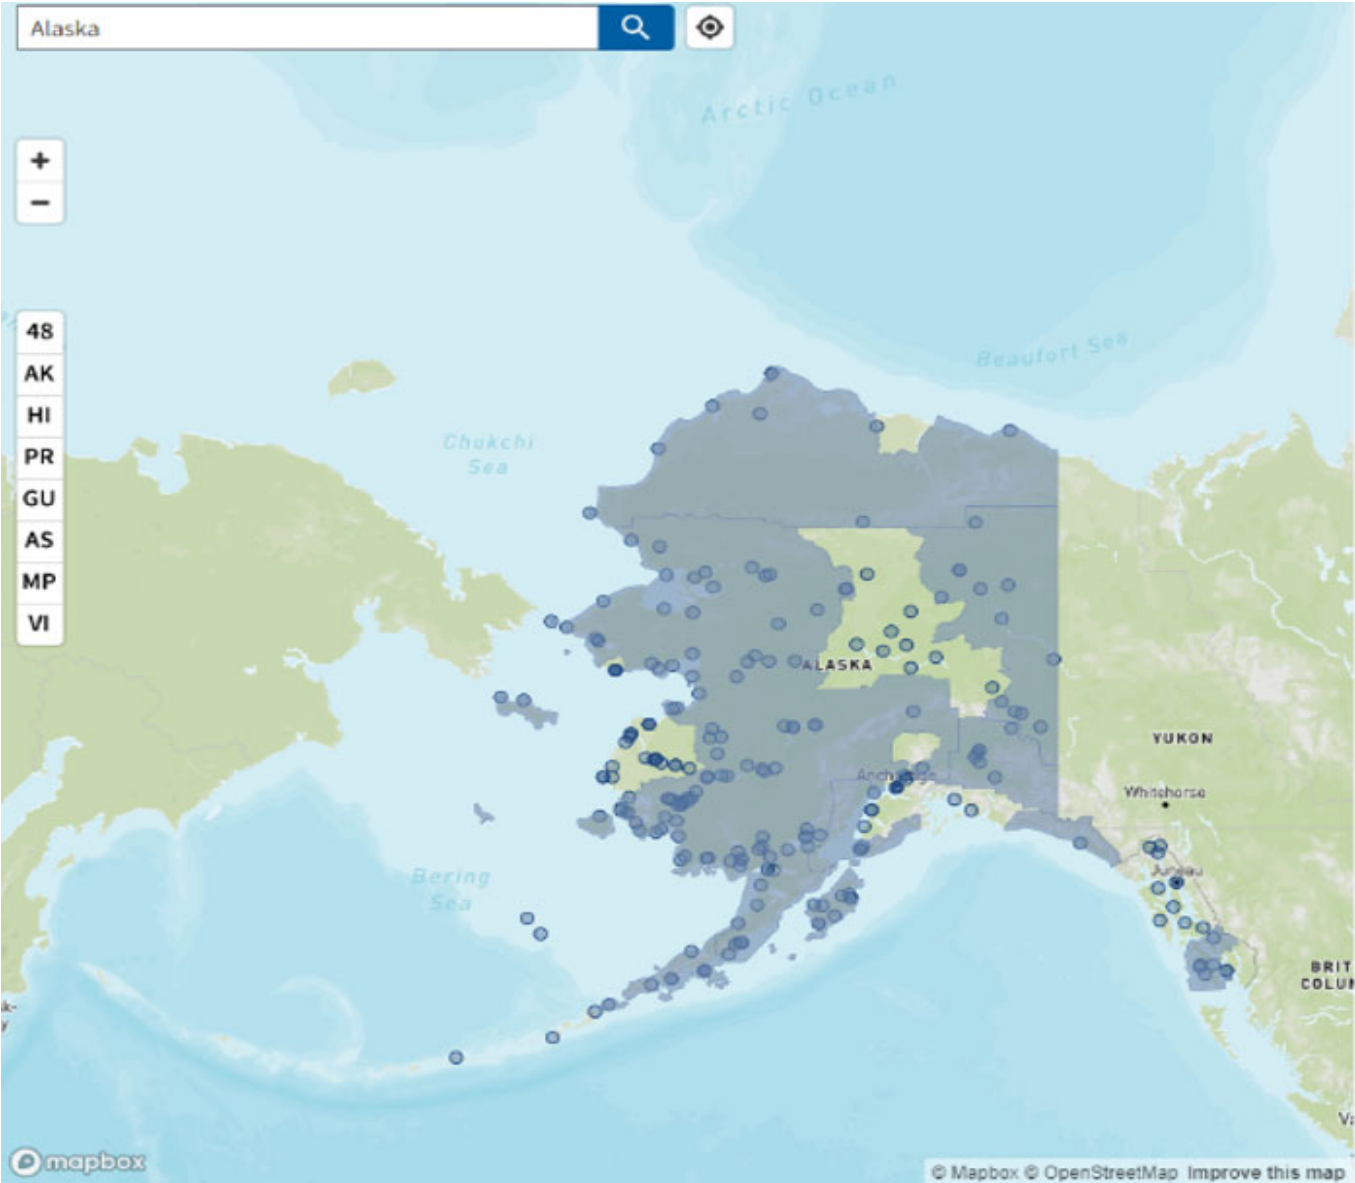 Alaska
Arctic Ocean
+
Beaufort Sea
−
48
AK
HI
PR
GU
AS
MP
VI
Chukchi
Sea
ALASKA
YUKON
Anchorage
Whitehorse
Juneau
Bering
Sea
BRIT
COLUM
mapbox
© Mapbox © OpenStreetMap Improve this map